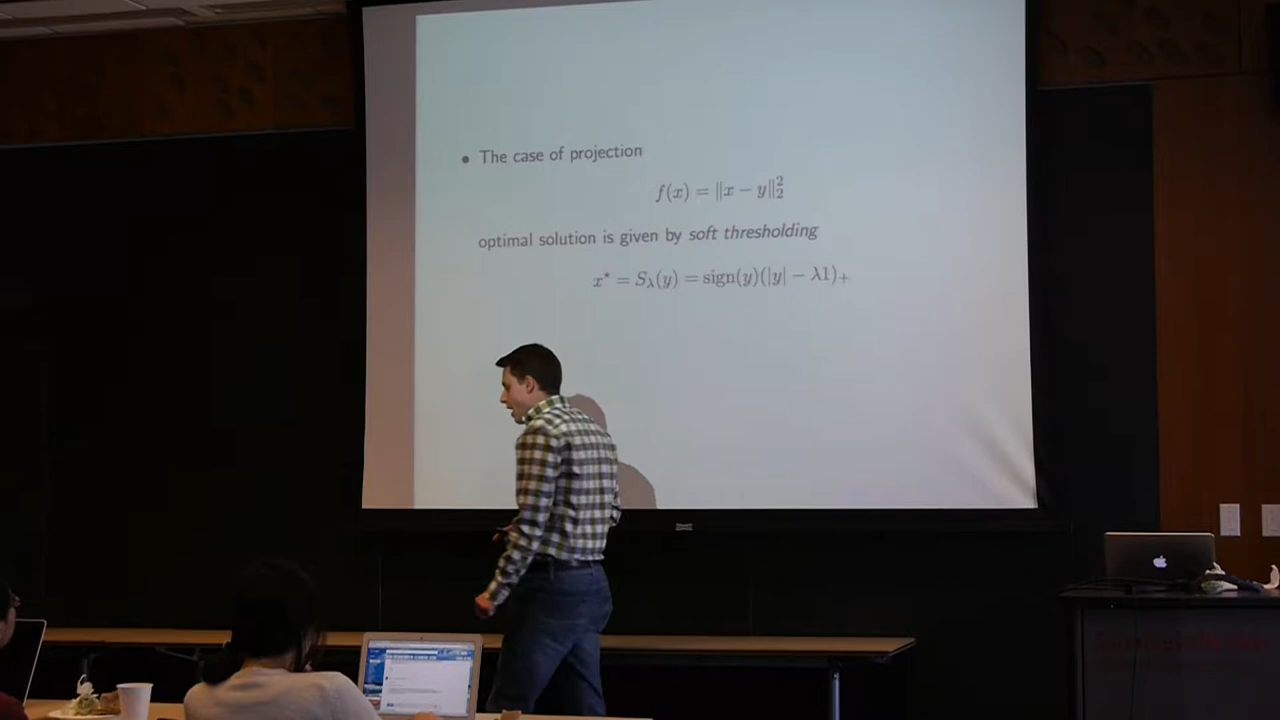 • The case of projection
f(x) = ‖x − y‖₂²
optimal solution is given by soft thresholding
x* = S_λ(y) = sign(y)(|y| − λ1)₊